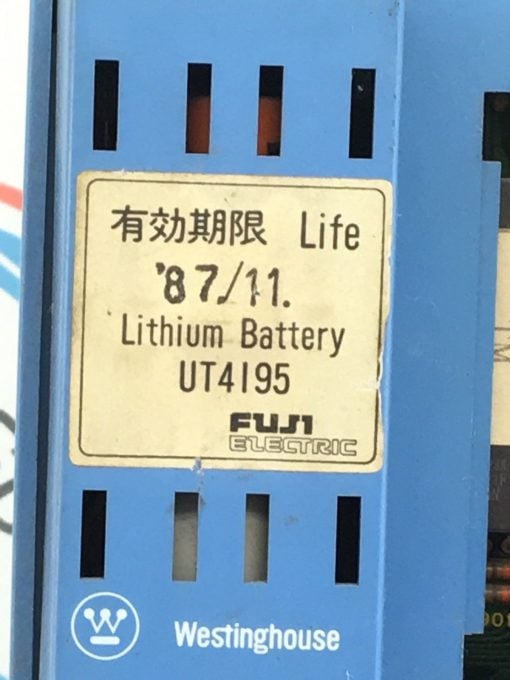 有効期限 Life
'87/11.
Lithium Battery
UT4195
FUJI
ELECTRIC
Westinghouse